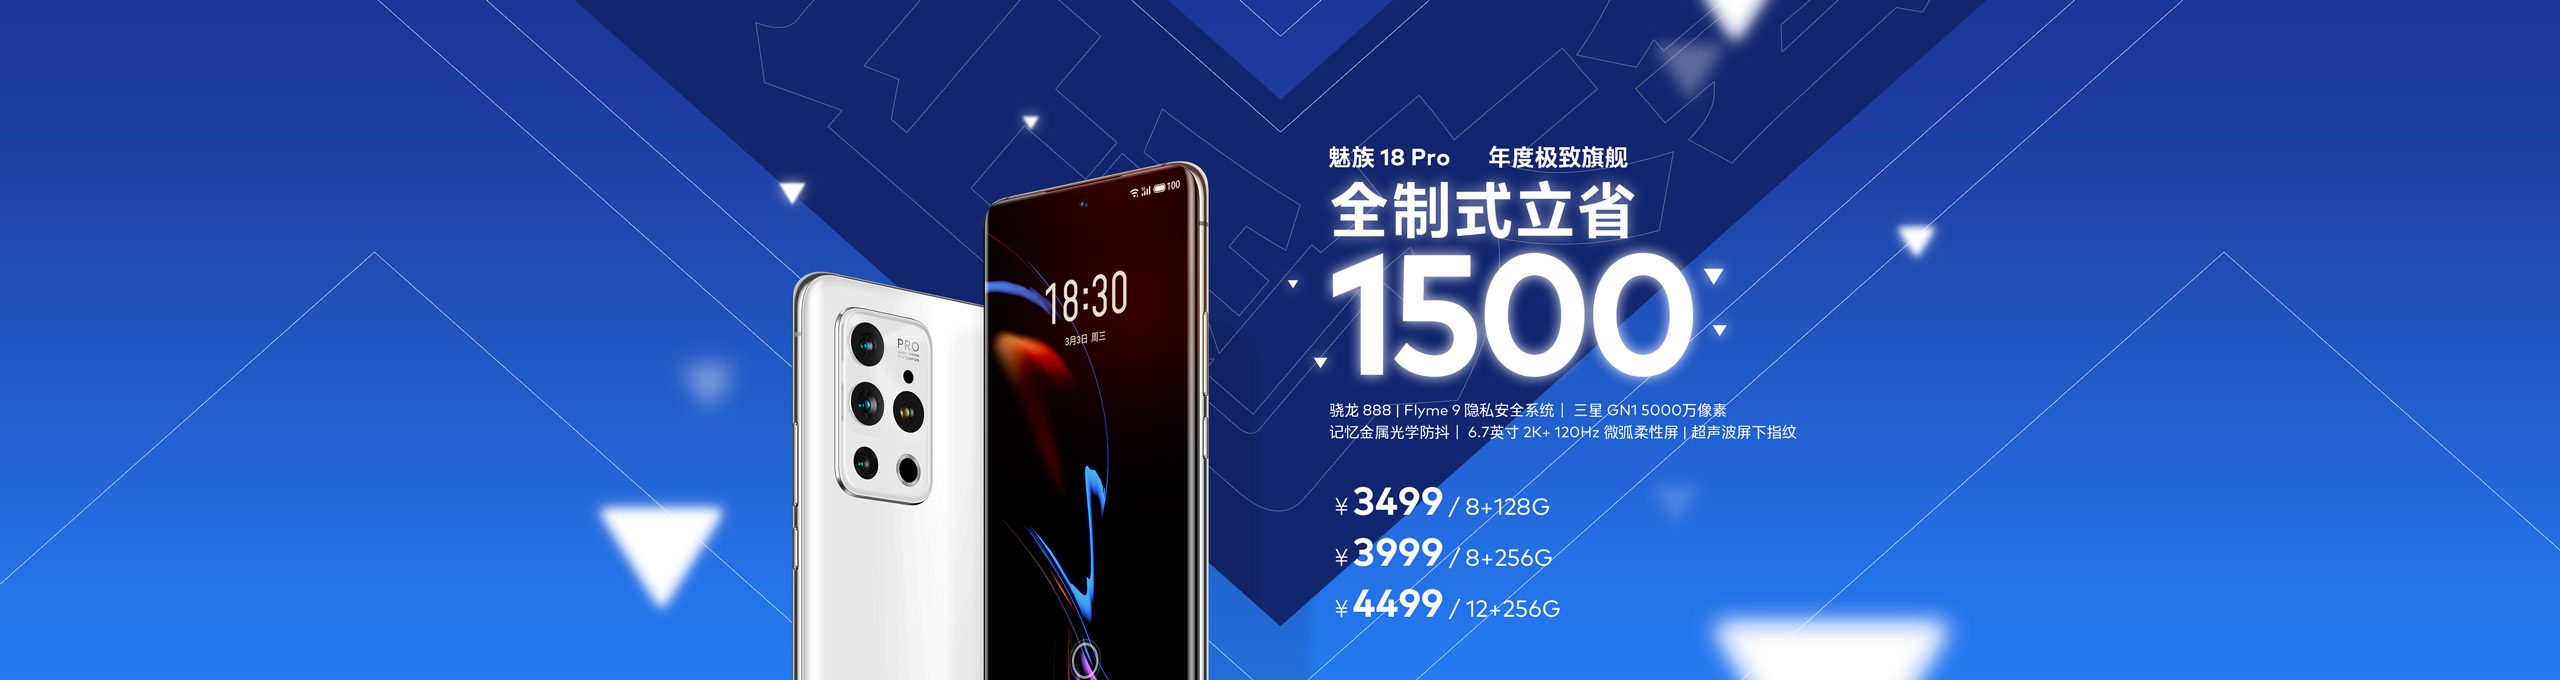 魅族 18 Pro 年度极致旗舰
全制式立省
1500
骁龙 888 | Flyme 9 隐私安全系统 | 三星 GN1 5000万像素
记忆金属光学防抖 | 6.7英寸 2K+ 120Hz 微弧柔性屏 | 超声波屏下指纹
¥ 3499 / 8+128G
¥ 3999 / 8+256G
¥ 4499 / 12+256G
100
18:30
3月3日 周三
PRO